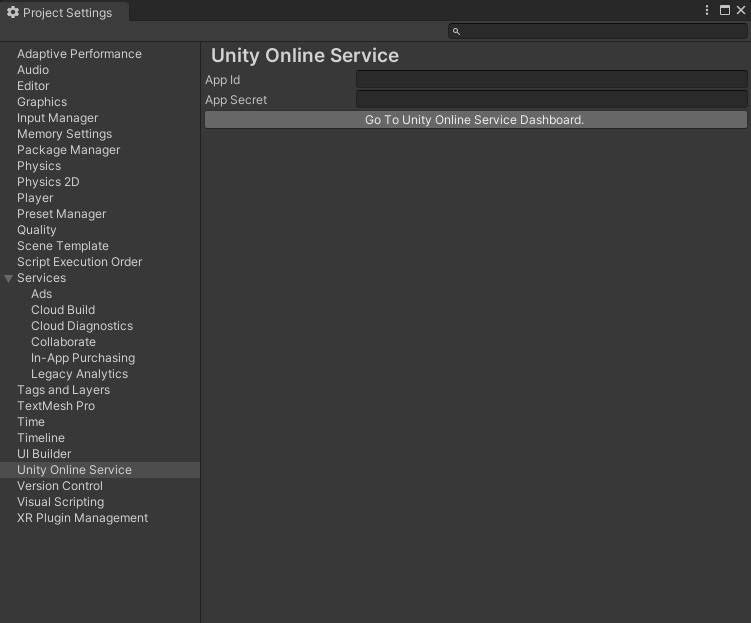 Project Settings
Adaptive Performance
Audio
Editor
Graphics
Input Manager
Memory Settings
Package Manager
Physics
Physics 2D
Player
Preset Manager
Quality
Scene Template
Script Execution Order
Services
Ads
Cloud Build
Cloud Diagnostics
Collaborate
In-App Purchasing
Legacy Analytics
Tags and Layers
TextMesh Pro
Time
Timeline
UI Builder
Unity Online Service
Version Control
Visual Scripting
XR Plugin Management
Unity Online Service
App Id
App Secret
Go To Unity Online Service Dashboard.